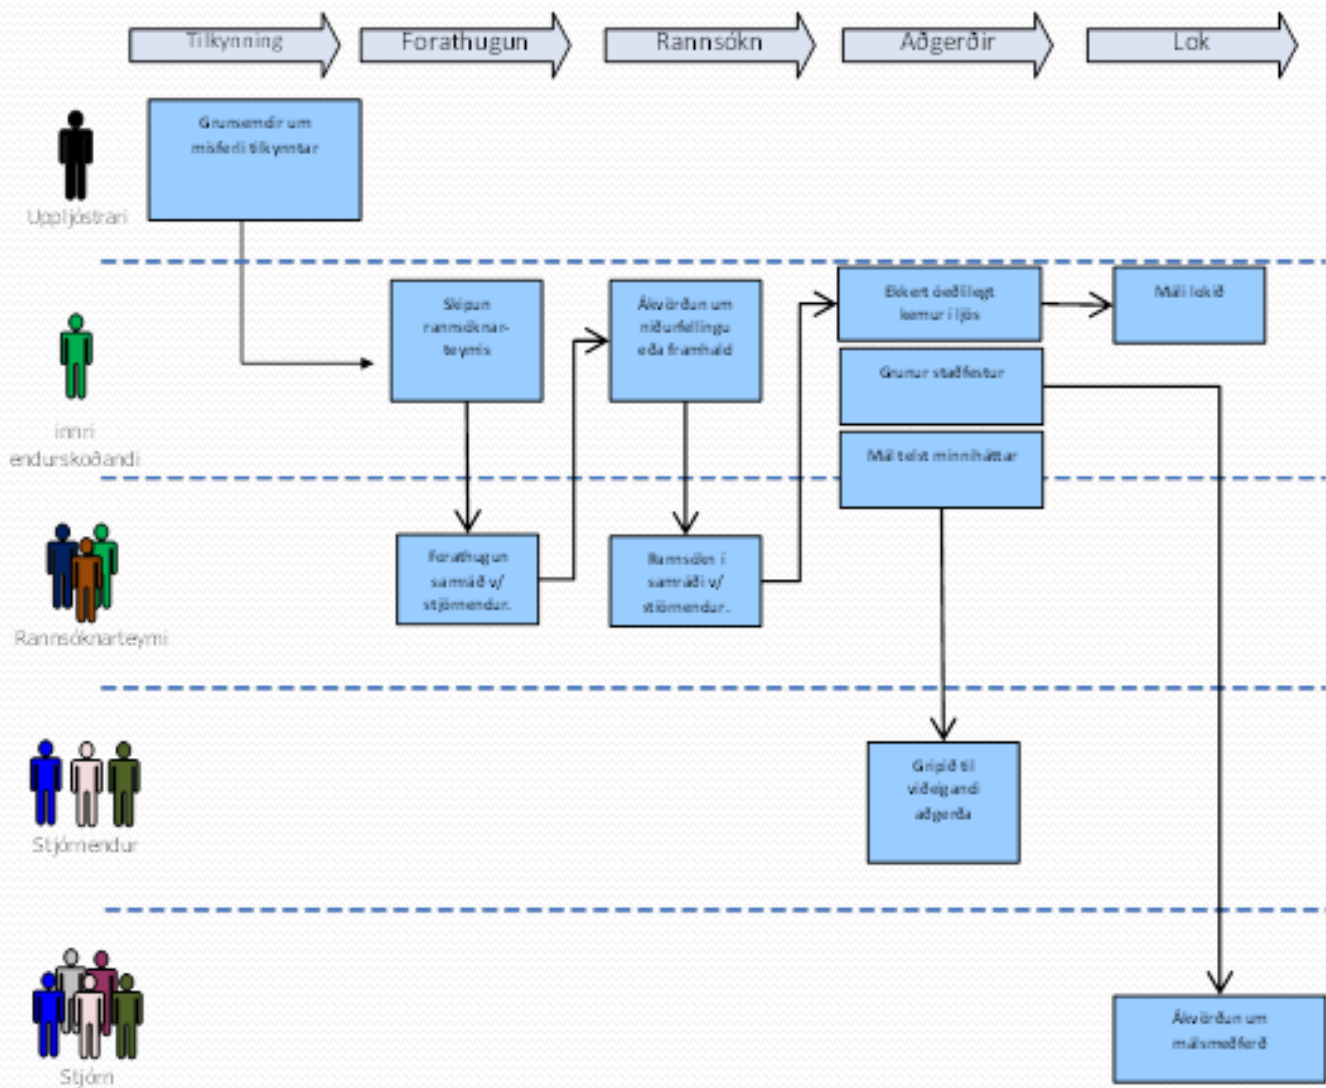 Tilkynning
Forathugun
Rannsókn
Aðgerðir
Lok
Grunsemdir um
misferli tilkynntar
Uppljóstrari
Skipun
rannsóknar-
teymis
Ákvörðun um
niðurfellingu
eða framhald
Ekkert óeðlilegt
kemur í ljós
Máli lokið
Grunur staðfestur
Mál telst minniháttar
innri
endurskoðandi
Forathugun
samráð v/
stjórnendur.
Rannsókn í
samráði v/
stjórnendur.
Rannsóknarteymi
Gripið til
viðeigandi
aðgerða
Stjórnendur
Ákvörðun um
málsmeðferð
Stjórn